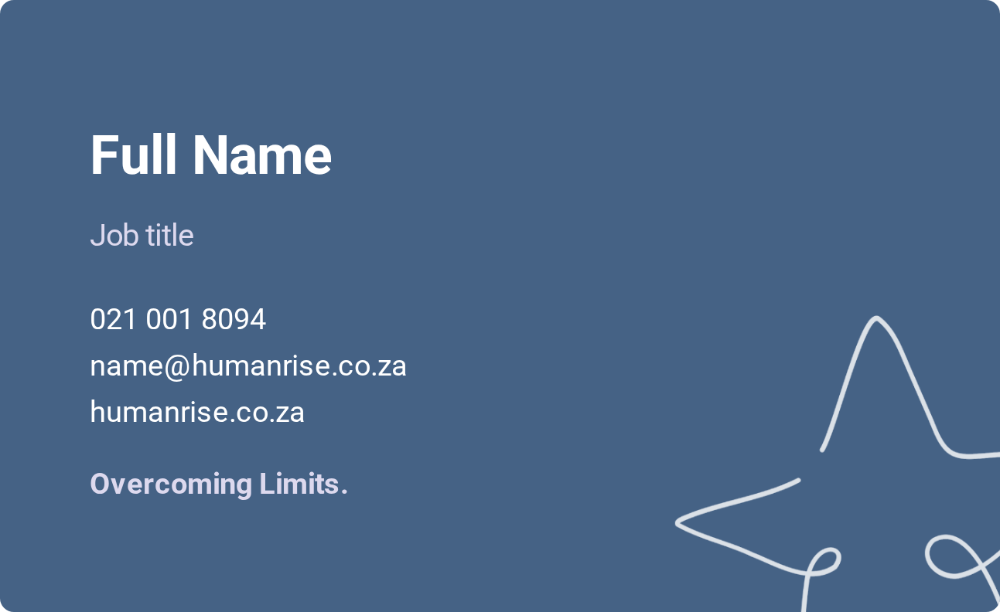 Full Name
Job title
021 001 8094
name@humanrise.co.za
humanrise.co.za
Overcoming Limits.